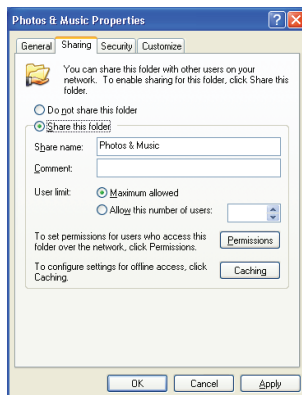 Photos & Music Properties
General Sharing Security Customize
You can share this folder with other users on your
network. To enable sharing for this folder, click Share this
folder.
Do not share this folder
Share this folder
Share name: Photos & Music
Comment:
User limit: Maximum allowed
Allow this number of users:
To set permissions for users who access this
folder over the network, click Permissions.
Permissions
To configure settings for offline access, click
Caching.
Caching
OK Cancel Apply